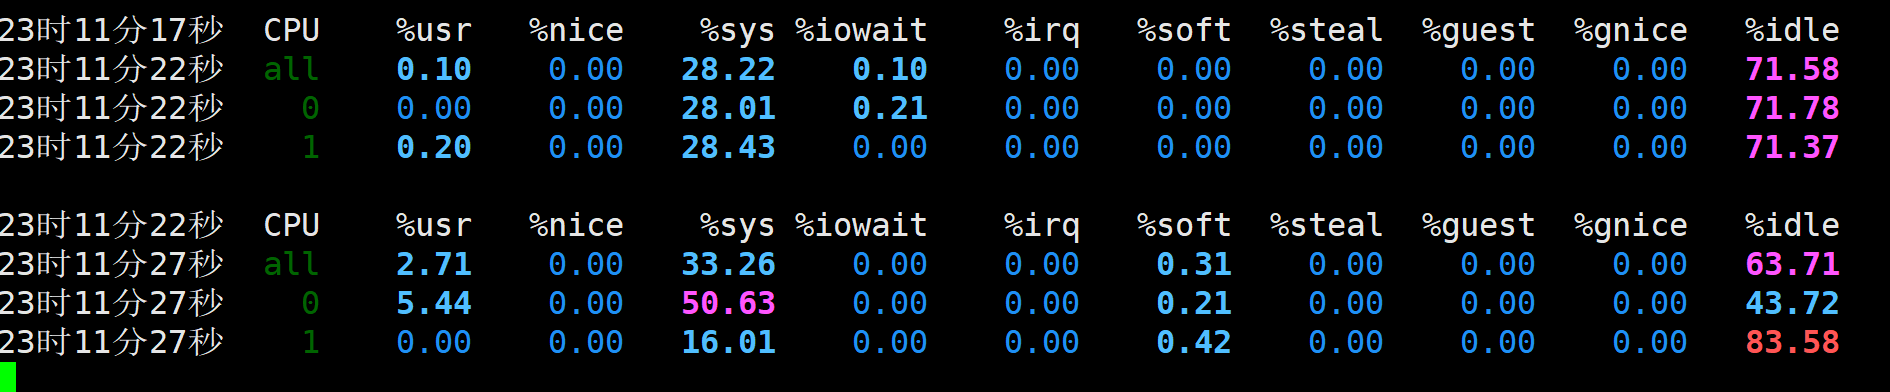 23时11分17秒 CPU %usr %nice %sys %iowait %irq %soft %steal %guest %gnice %idle
23时11分22秒 all 0.10 0.00 28.22 0.10 0.00 0.00 0.00 0.00 0.00 71.58
23时11分22秒 0 0.00 0.00 28.01 0.21 0.00 0.00 0.00 0.00 0.00 71.78
23时11分22秒 1 0.20 0.00 28.43 0.00 0.00 0.00 0.00 0.00 0.00 71.37
23时11分22秒 CPU %usr %nice %sys %iowait %irq %soft %steal %guest %gnice %idle
23时11分27秒 all 2.71 0.00 33.26 0.00 0.00 0.31 0.00 0.00 0.00 63.71
23时11分27秒 0 5.44 0.00 50.63 0.00 0.00 0.21 0.00 0.00 0.00 43.72
23时11分27秒 1 0.00 0.00 16.01 0.00 0.00 0.42 0.00 0.00 0.00 83.58